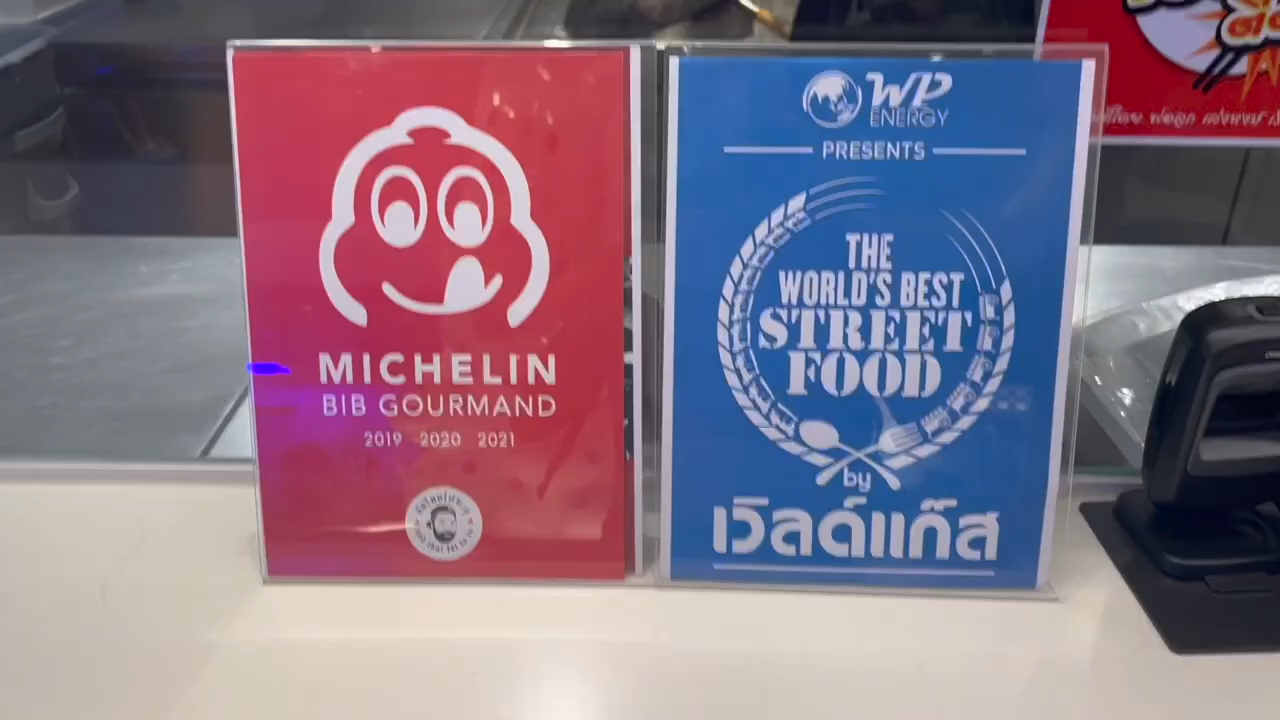 MICHELIN
BIB GOURMAND
2019 2020 2021
WP
ENERGY
PRESENTS
THE
WORLD'S BEST
STREET
FOOD
by
เวิลด์แก๊ส